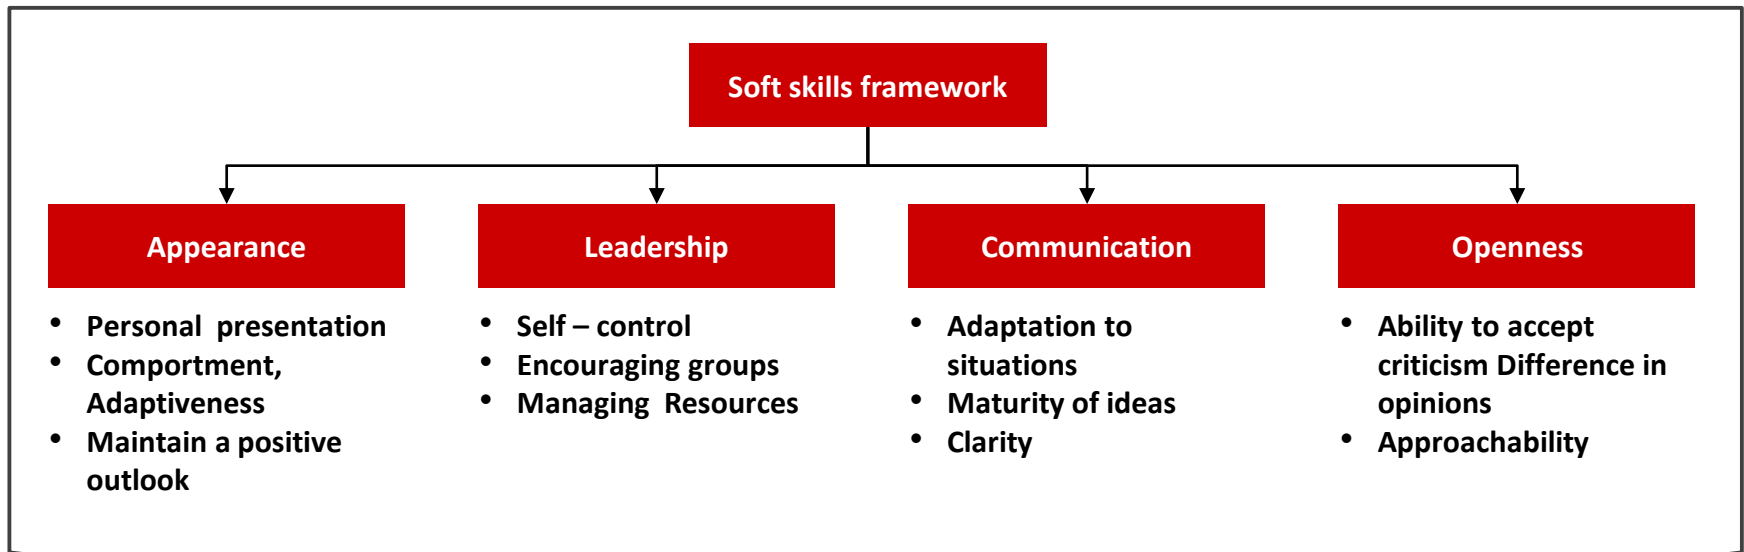 Soft skills framework
Appearance
• Personal  presentation
• Comportment,
Adaptiveness
• Maintain a positive
outlook
Leadership
• Self – control
• Encouraging groups
• Managing  Resources
Communication
• Adaptation to
situations
• Maturity of ideas
• Clarity
Openness
• Ability to accept
criticism Difference in
opinions
• Approachability